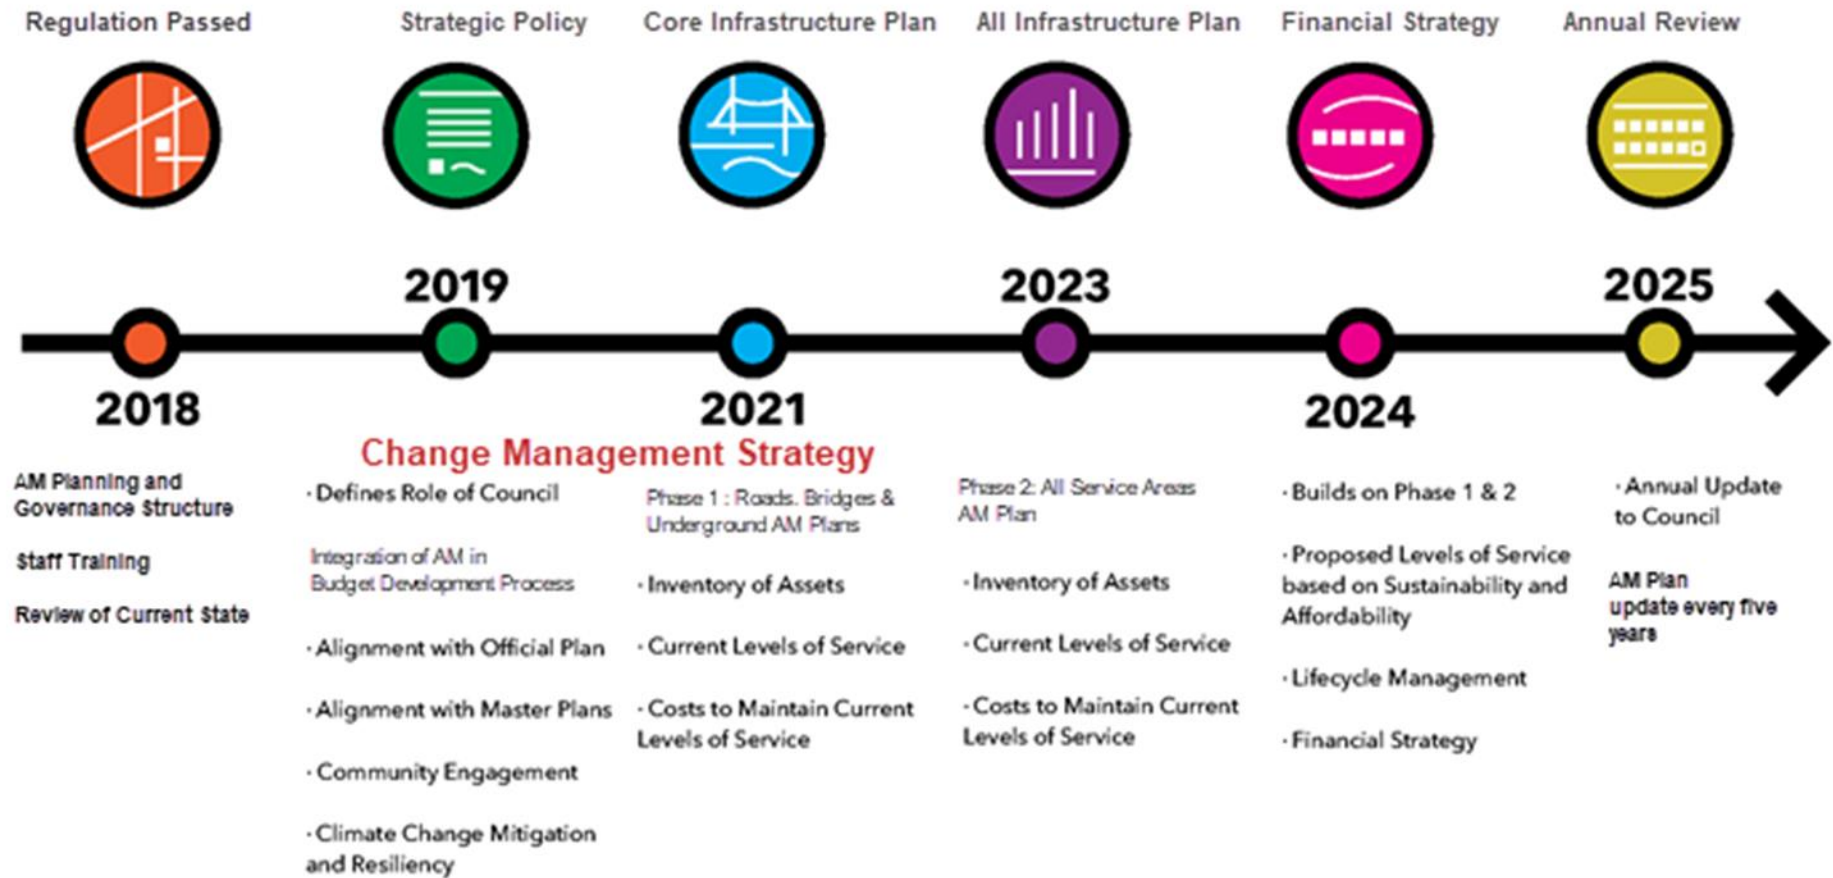 Regulation Passed
Strategic Policy
Core Infrastructure Plan
All Infrastructure Plan
Financial Strategy
Annual Review
2019
2023
2025
2018
2021
2024
Change Management Strategy
AM Planning and
Governance Structure
Staff Training
Review of Current State
· Defines Role of Council
Integration of AM in
Budget Development Process
· Alignment with Official Plan
· Alignment with Master Plans
· Community Engagement
· Climate Change Mitigation
and Resiliency
Phase 1 : Roads. Bridges &
Underground AM Plans
· Inventory of Assets
· Current Levels of Service
· Costs to Maintain Current
Levels of Service
Phase 2: All Service Areas
AM Plan
· Inventory of Assets
· Current Levels of Service
· Costs to Maintain Current
Levels of Service
· Builds on Phase 1 & 2
· Proposed Levels of Service
based on Sustainability and
Affordability
· Lifecycle Management
· Financial Strategy
· Annual Update
to Council
AM Plan
update every five
years